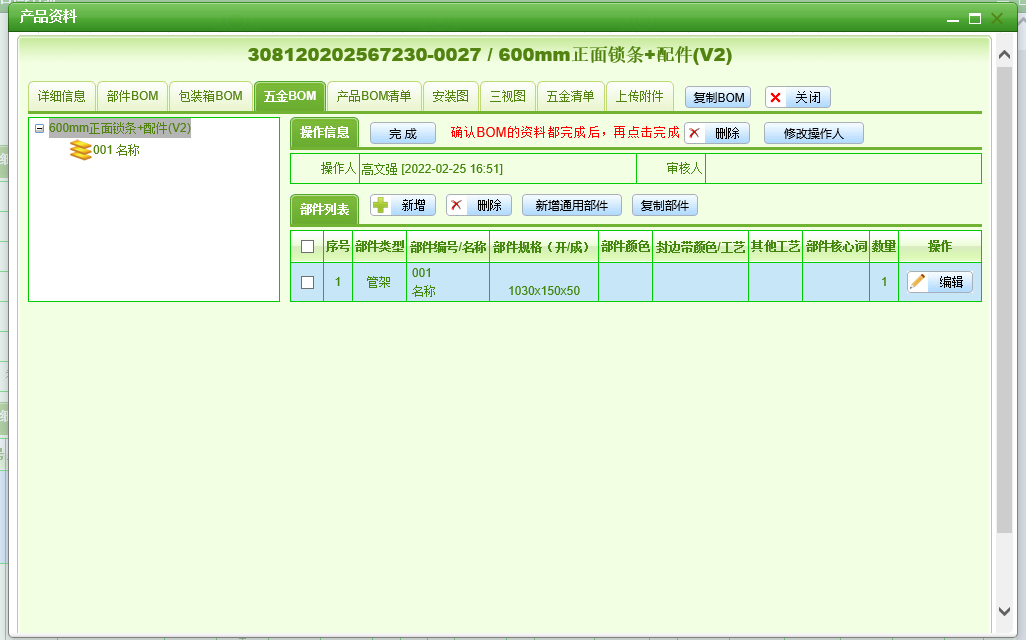 产品资料
308120202567230-0027 / 600mm正面锁条+配件(V2)
详细信息 部件BOM 包装箱BOM 五金BOM 产品BOM清单 安装图 三视图 五金清单 上传附件 复制BOM 关闭
600mm正面锁条+配件(V2)
001 名称
操作信息 完 成 确认BOM的资料都完成后，再点击完成 删除 修改操作人
操作人 高文强 [2022-02-25 16:51] 审核人
部件列表 新增 删除 新增通用部件 复制部件
序号 部件类型 部件编号/名称 部件规格（开/成） 部件颜色 封边带颜色/工艺 其他工艺 部件核心词 数量 操作
1 管架 001 名称 1030x150x50 1 编辑